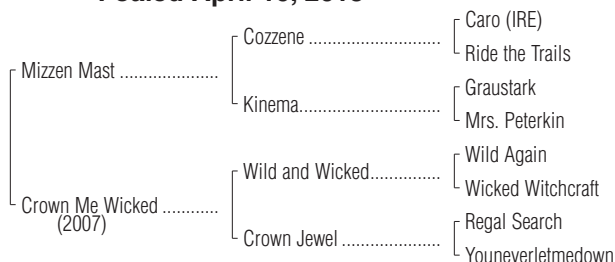 Foaled April
Caro (IRE)
Cozzene
Ride the Trails
Mizzen Mast
Graustark
Kinema
Mrs. Peterkin
Wild Again
Wild and Wicked
Wicked Witchcraft
Crown Me Wicked
(2007)
Regal Search
Crown Jewel
Youneverletmedown